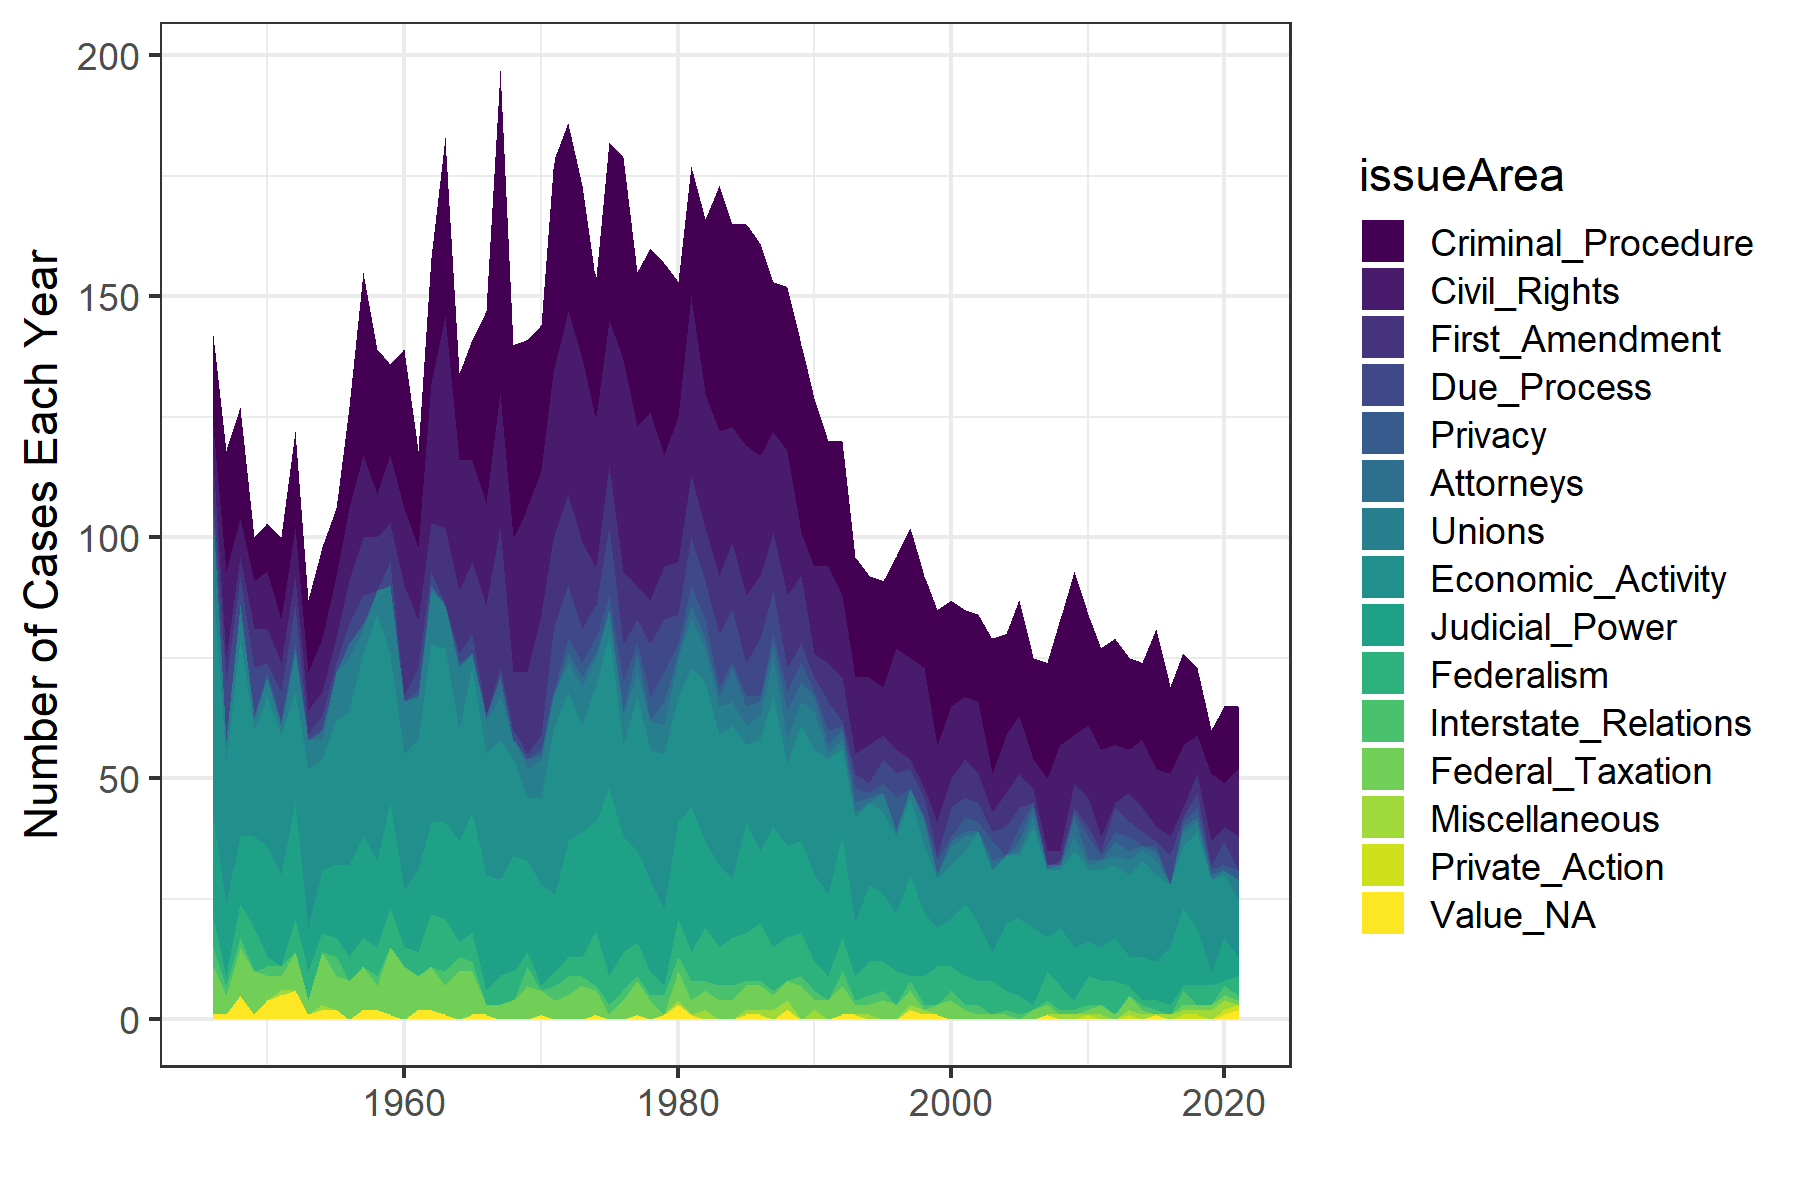 Number of Cases Each Year
200
150
100
50
0
1960
1980
2000
2020
issueArea
Criminal_Procedure
Civil_Rights
First_Amendment
Due_Process
Privacy
Attorneys
Unions
Economic_Activity
Judicial_Power
Federalism
Interstate_Relations
Federal_Taxation
Miscellaneous
Private_Action
Value_NA